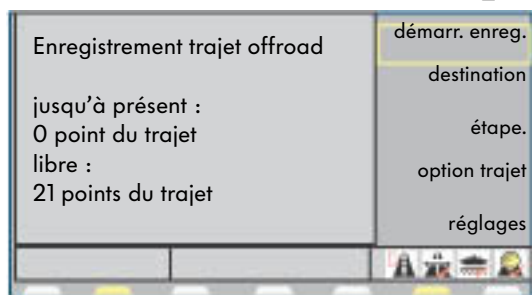 Enregistrement trajet offroad
jusqu'à présent :
0 point du trajet
libre :
21 points du trajet
démarr. enreg.
destination
étape.
option trajet
réglages